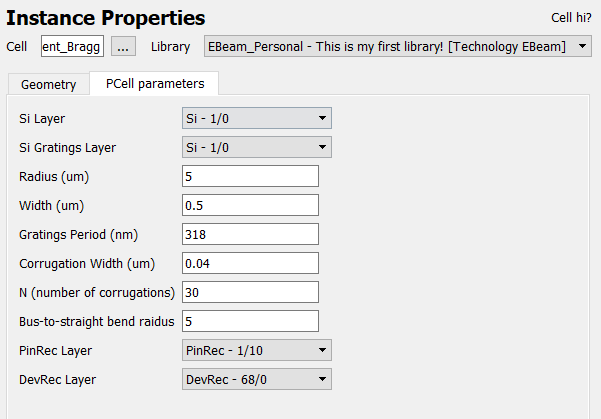 Instance Properties
Cell hi?
Cell ent_Bragg ... Library EBeam_Personal - This is my first library! [Technology EBeam]
Geometry PCell parameters
Si Layer Si - 1/0
Si Gratings Layer Si - 1/0
Radius (um) 5
Width (um) 0.5
Gratings Period (nm) 318
Corrugation Width (um) 0.04
N (number of corrugations) 30
Bus-to-straight bend raidus 5
PinRec Layer PinRec - 1/10
DevRec Layer DevRec - 68/0